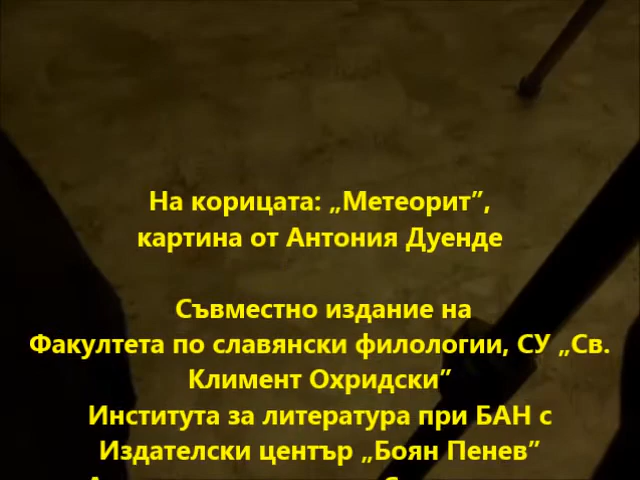 На корицата: „Метеорит”,
картина от Антония Дуенде
Съвместно издание на
Факултета по славянски филологии, СУ „Св.
Климент Охридски”
Института за литература при БАН с
Издателски център „Боян Пенев”